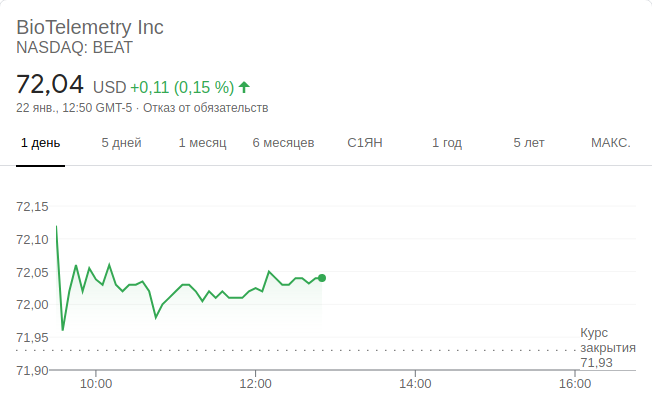 BioTelemetry Inc
NASDAQ: BEAT
72,04 USD +0,11 (0,15 %)
22 янв., 12:50 GMT-5 · Отказ от обязательств
1 день 5 дней 1 месяц 6 месяцев С1ЯН 1 год 5 лет МАКС.
72,15
72,10
72,05
72,00
71,95
71,90
Курс
закрытия
71,93
10:00 12:00 14:00 16:00